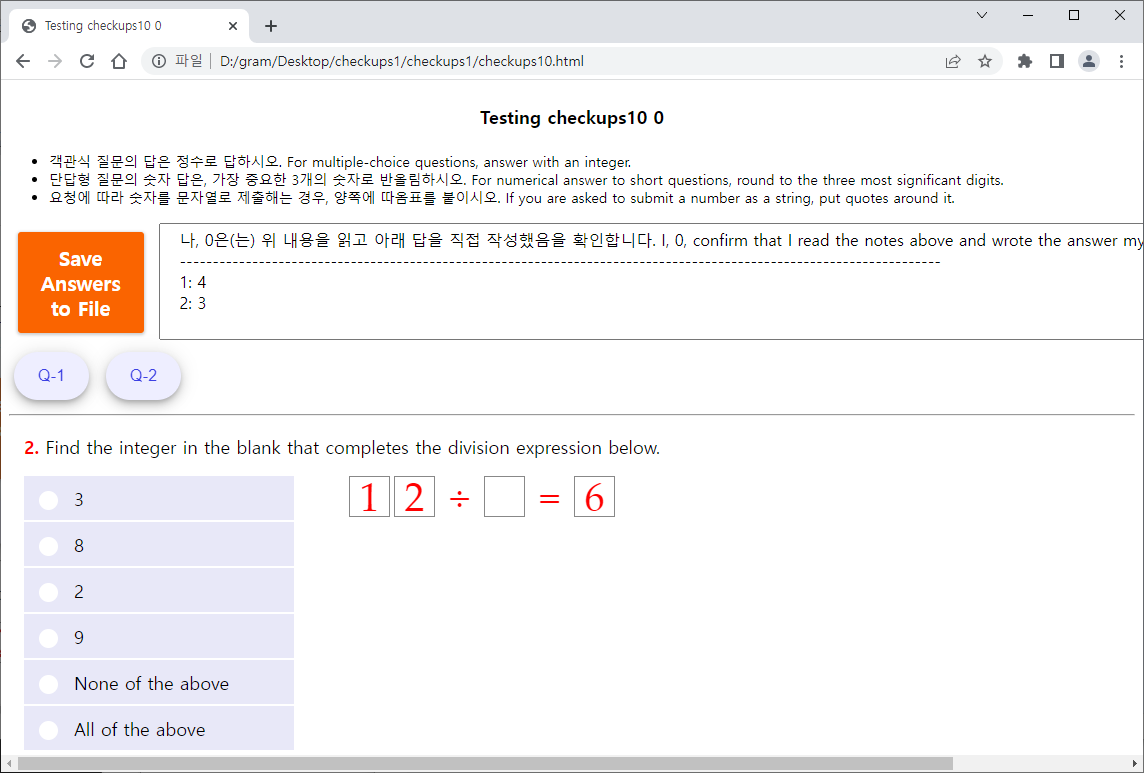 Testing checkups10 0
파일 | D:/gram/Desktop/checkups1/checkups1/checkups10.html
Testing checkups10 0
• 객관식 질문의 답은 정수로 답하시오. For multiple-choice questions, answer with an integer.
• 단답형 질문의 숫자 답은, 가장 중요한 3개의 숫자로 반올림하시오. For numerical answer to short questions, round to the three most significant digits.
• 요청에 따라 숫자를 문자열로 제출해는 경우, 양쪽에 따옴표를 붙이시오. If you are asked to submit a number as a string, put quotes around it.
Save
Answers
to File
나, 0은(는) 위 내용을 읽고 아래 답을 직접 작성했음을 확인합니다. I, 0, confirm that I read the notes above and wrote the answer my
--------------------------------------------------------------------------------------------------------------------
1: 4
2: 3
Q-1
Q-2
2. Find the integer in the blank that completes the division expression below.
3
8
2
9
None of the above
All of the above
1 2 ÷ = 6